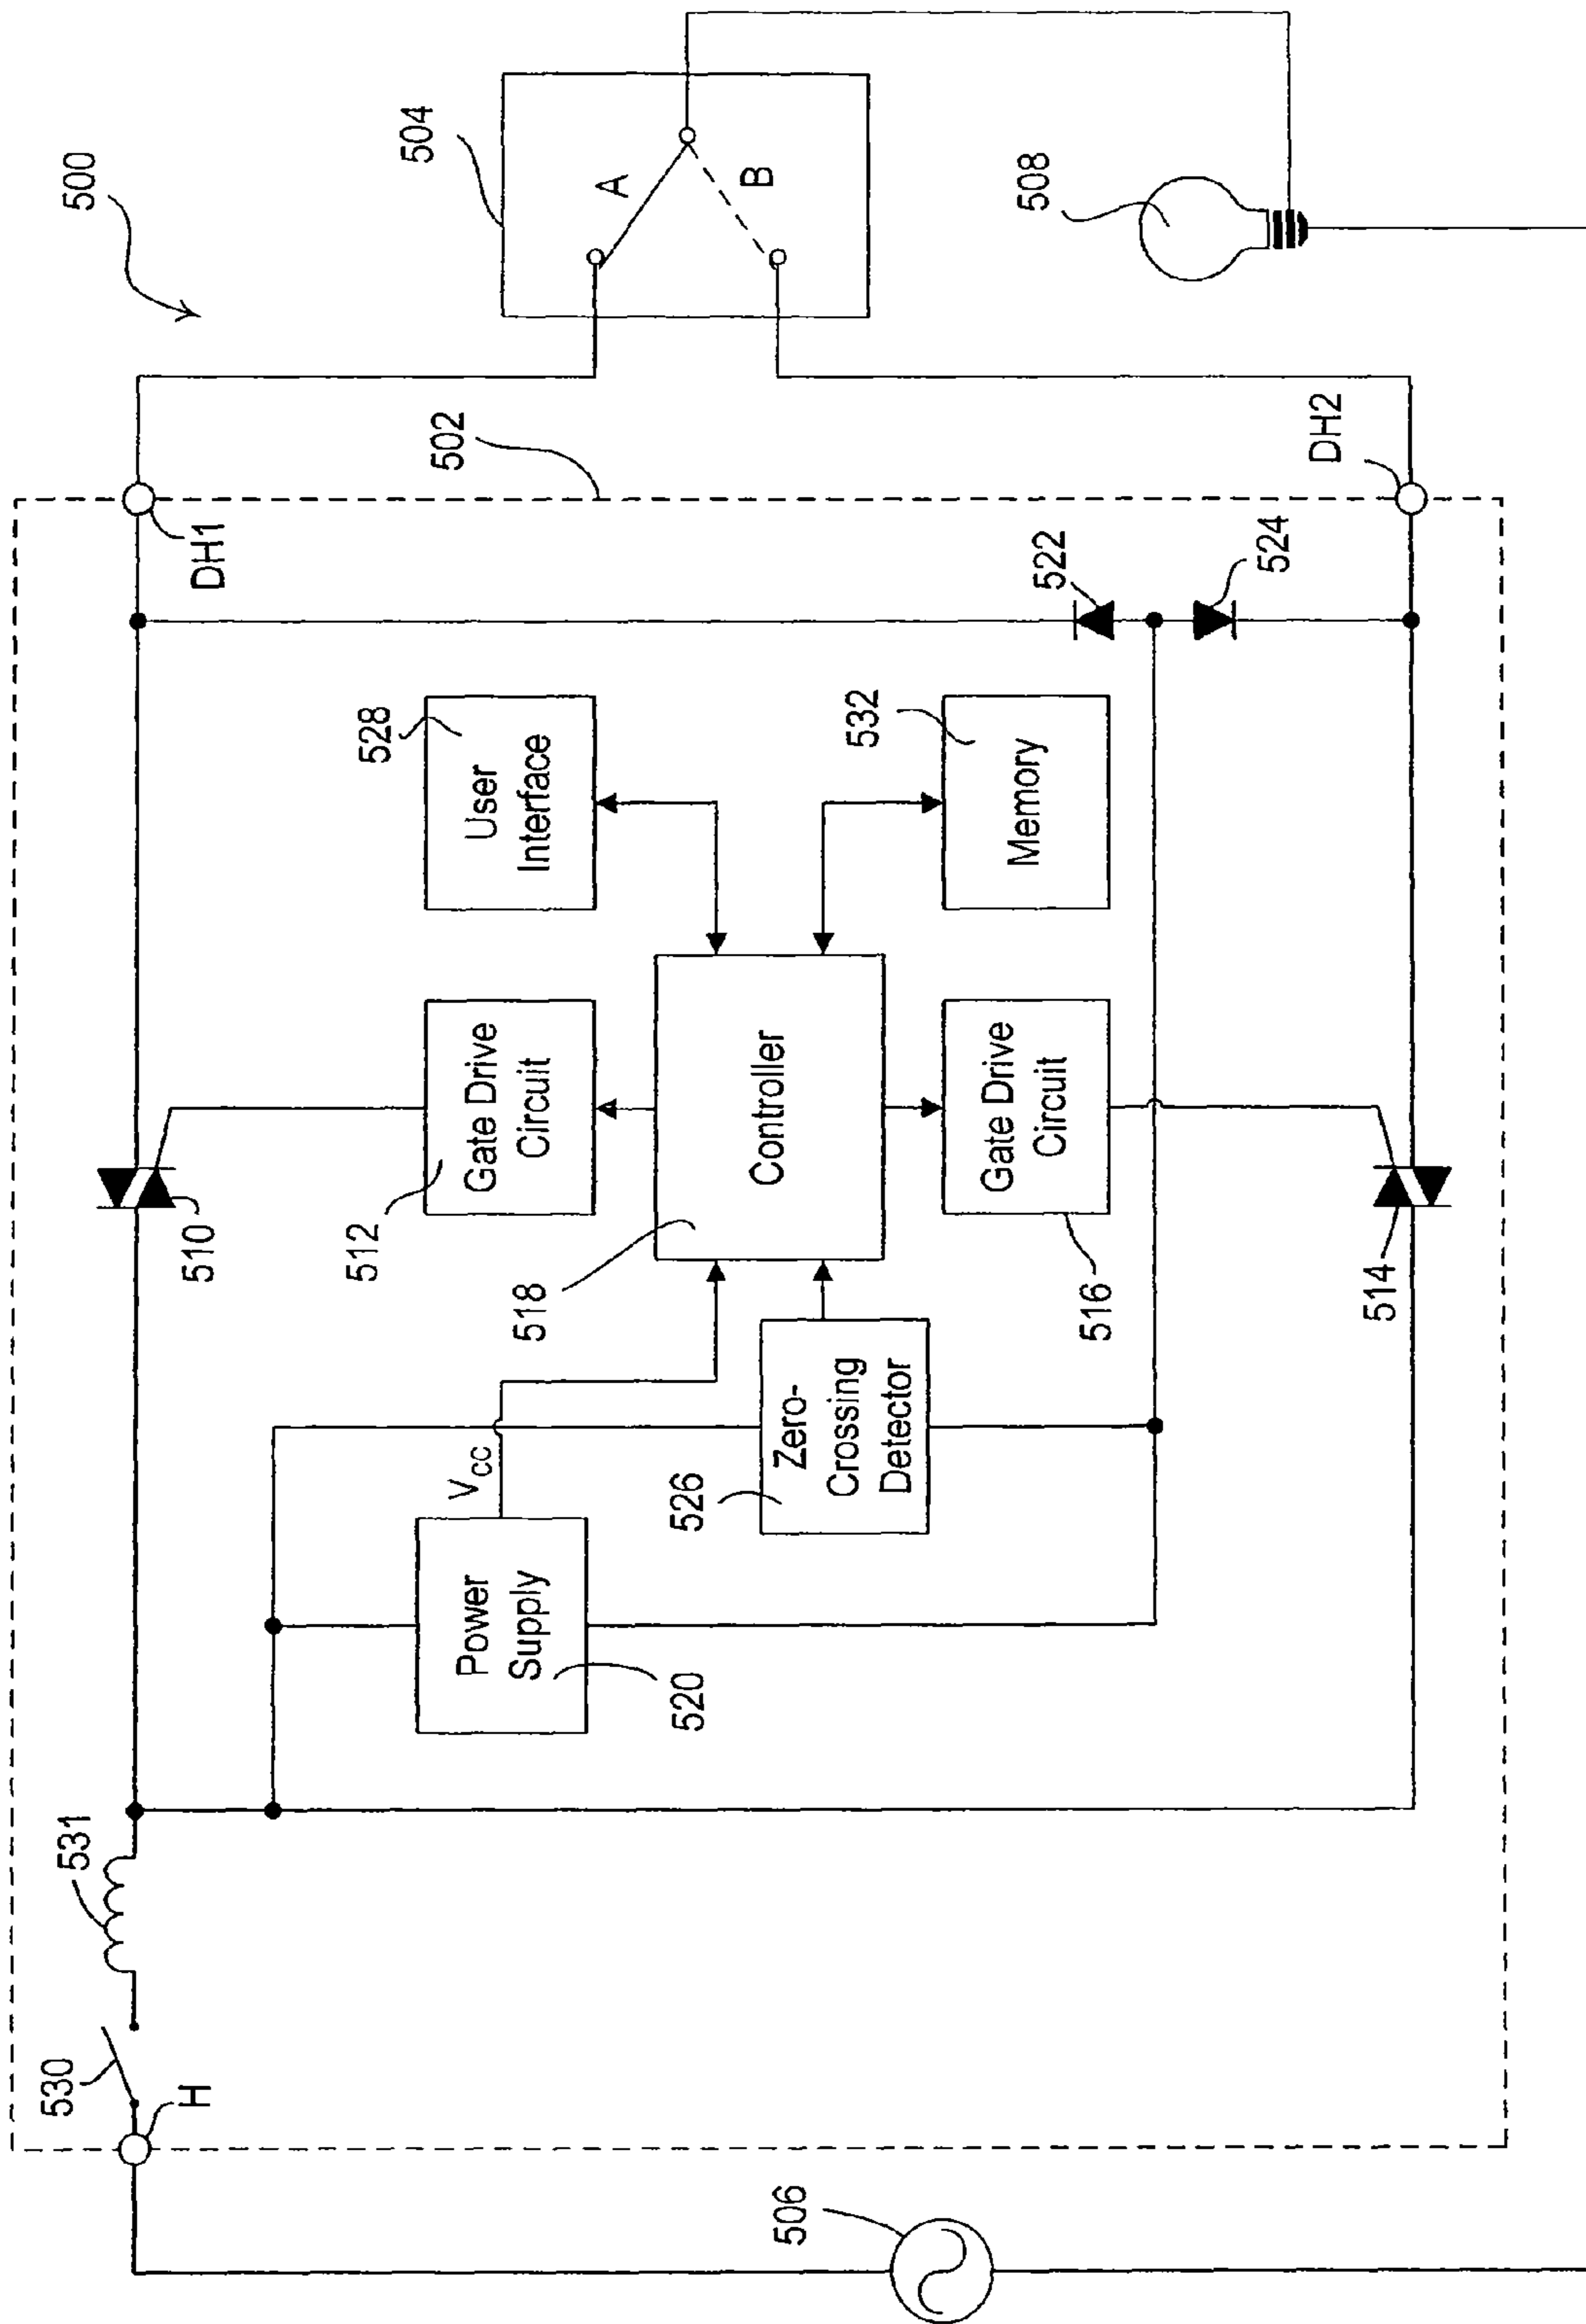 500
504
A
B
508
502
DH1
DH2
522
524
528
User
Interface
532
Memory
510
512
Gate Drive
Circuit
518
Controller
Gate Drive
Circuit
516
514
VCC
526
Zero-
Crossing
Detector
Power
Supply
520
531
530
H
506